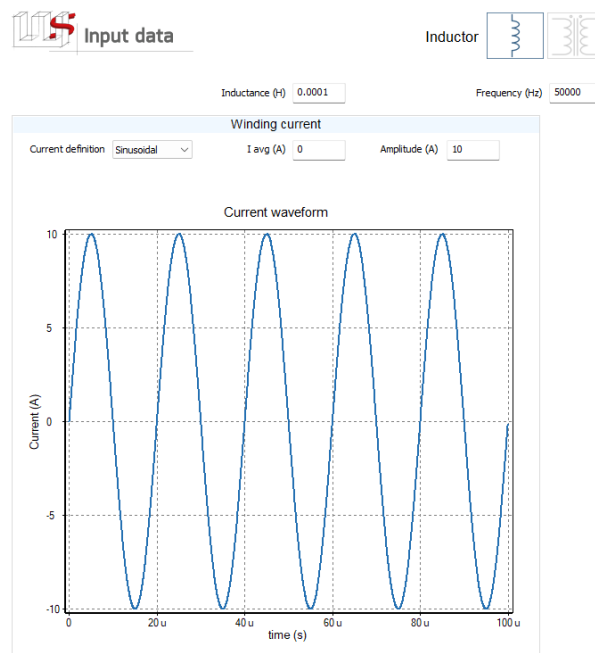 Input data
Inductor
Inductance (H) 0.0001 Frequency (Hz) 50000
Winding current
Current definition Sinusoidal I avg (A) 0 Amplitude (A) 10
Current waveform
10
5
0
-5
-10
Current (A)
0 20 u 40 u 60 u 80 u 100 u
time (s)